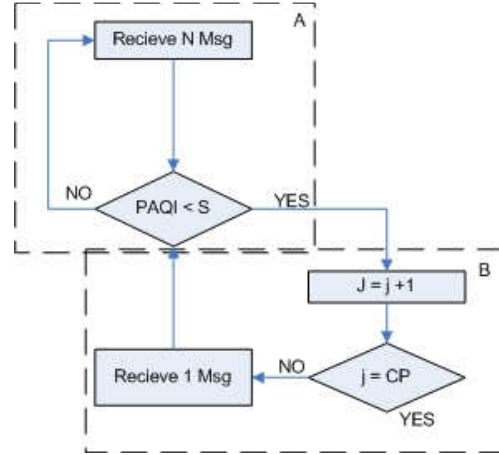 A
Recieve N Msg
NO
PAQI < S
YES
B
J = j +1
NO
j = CP
Recieve 1 Msg
YES